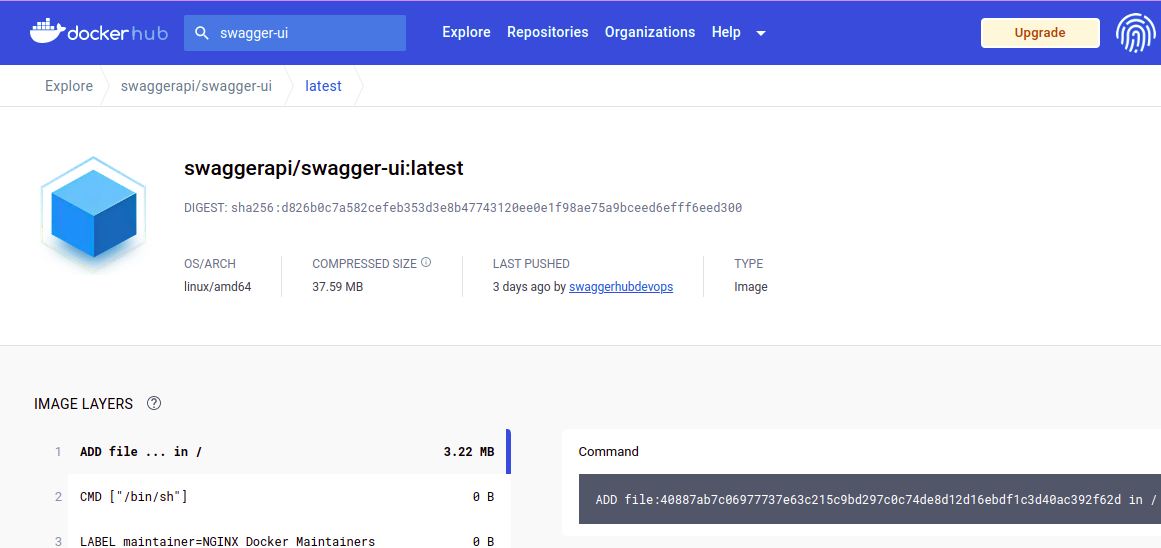 dockerhub swagger-ui Explore Repositories Organizations Help Upgrade
Explore swaggerapi/swagger-ui latest
swaggerapi/swagger-ui:latest
DIGEST: sha256:d826b0c7a582cefeb353d3e8b47743120ee0e1f98ae75a9bceed6efff6eed300
OS/ARCH COMPRESSED SIZE LAST PUSHED TYPE
linux/amd64 37.59 MB 3 days ago by swaggerhubdevops Image
IMAGE LAYERS
1 ADD file ... in / 3.22 MB
Command
2 CMD ["/bin/sh"] 0 B
ADD file:40887ab7c06977737e63c215c9bd297c0c74de8d12d16ebdf1c3d40ac392f62d in /
3 LABEL maintainer=NGINX Docker Maintainers 0 B